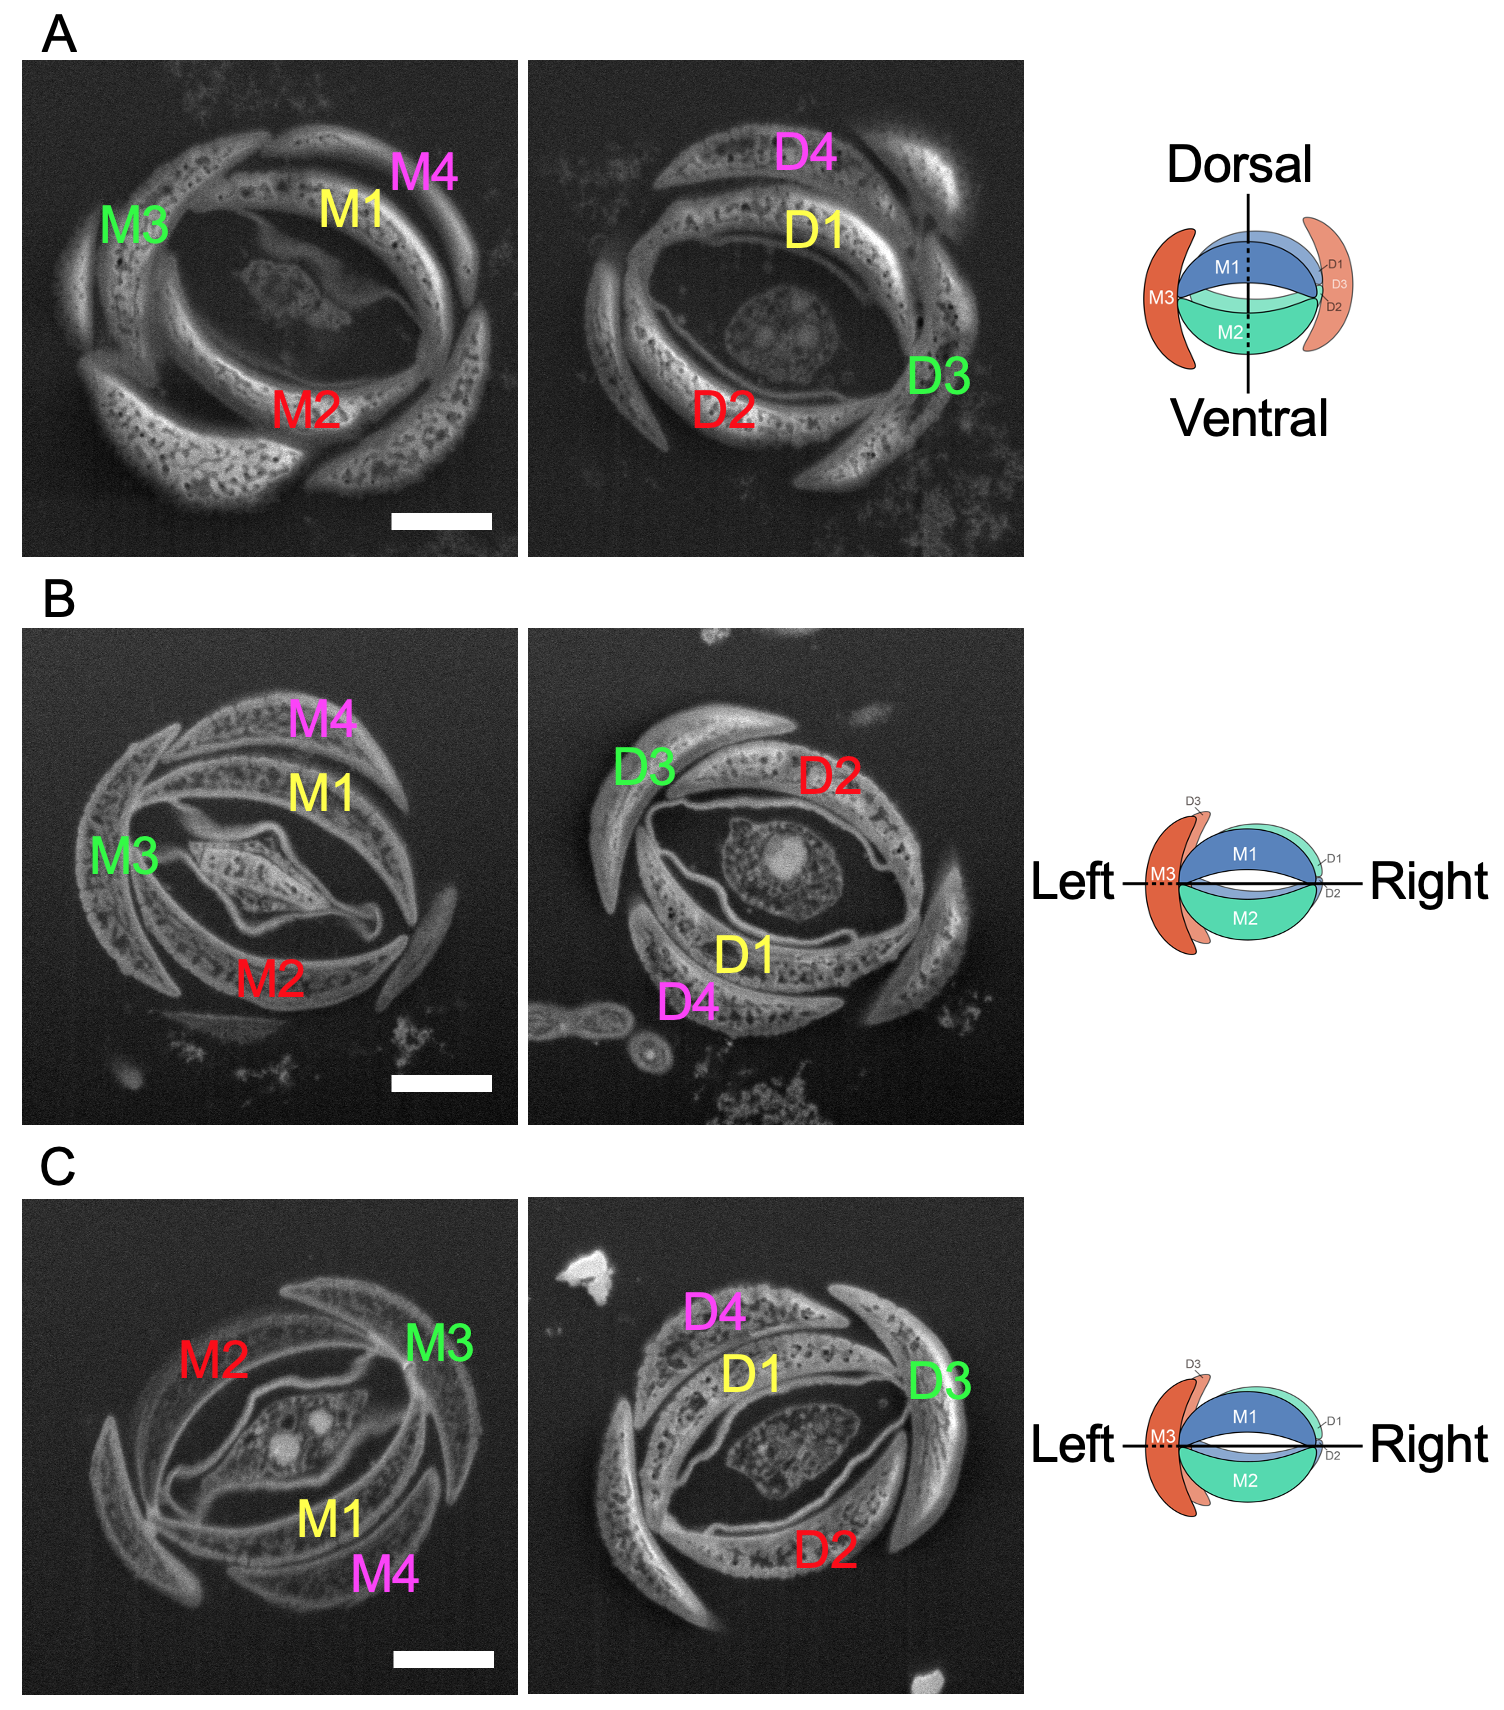 A
M4
M1
M3
M2
D4
D1
D3
D2
Dorsal
M1
D1
M3
D3
D2
M2
Ventral
B
M4
M1
M3
M2
D3
D2
D1
D4
D3
M1
D1
M3
Left
Right
D2
M2
C
M3
M2
M1
M4
D4
D1
D3
D2
D3
M1
D1
M3
Left
Right
D2
M2